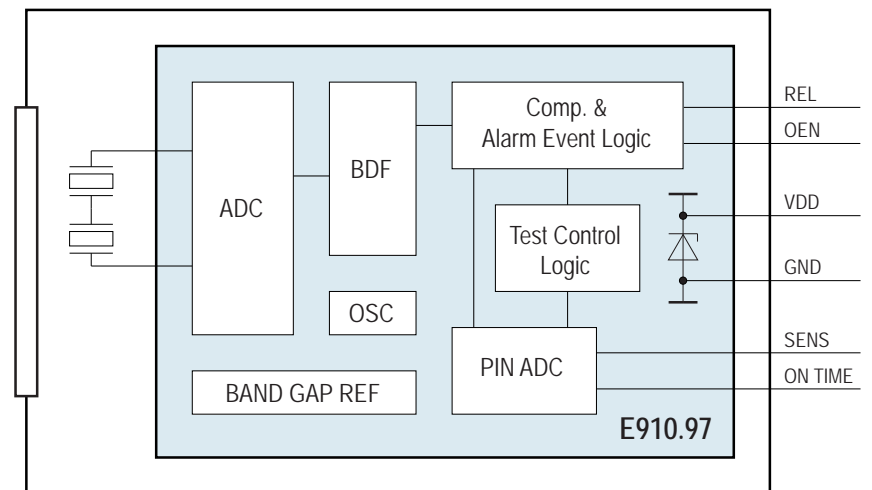 Comp. &
Alarm Event Logic
REL
OEN
BDF
ADC
VDD
Test Control
Logic
GND
OSC
SENS
PIN ADC
ON TIME
BAND GAP REF
E910.97